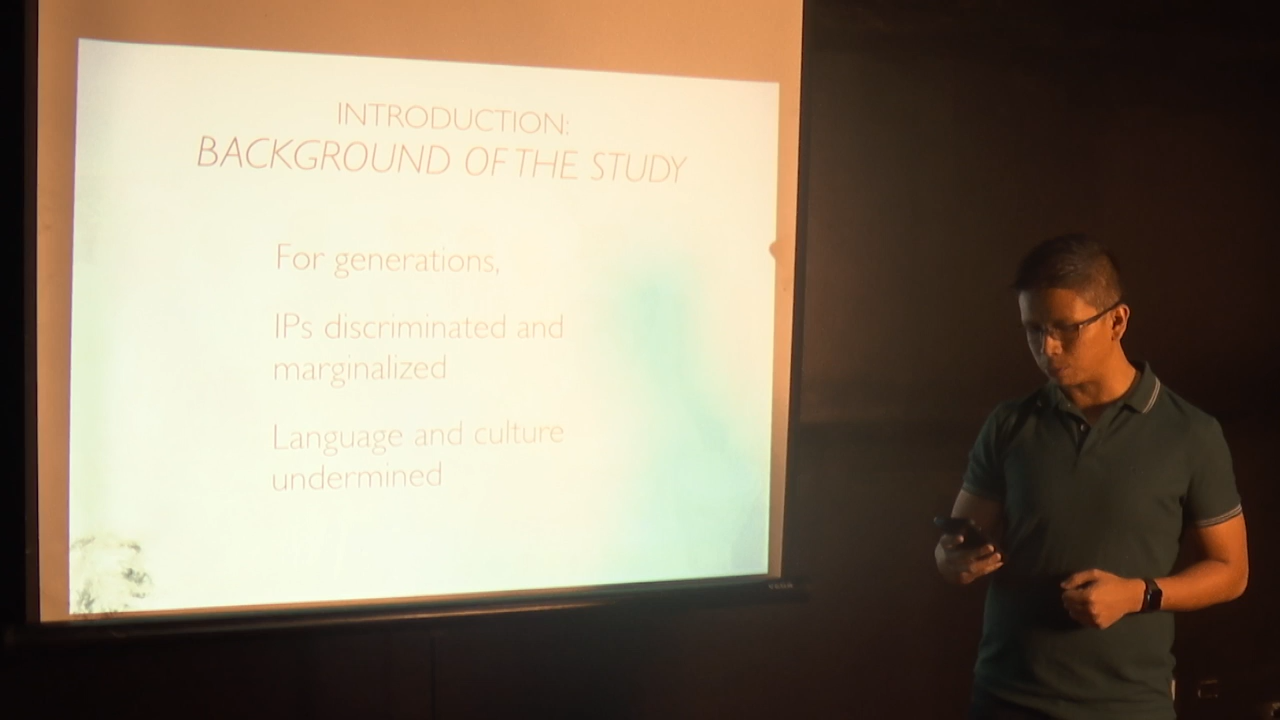 INTRODUCTION:
BACKGROUND OF THE STUDY
For generations,
IPs discriminated and
marginalized
Language and culture
undermined